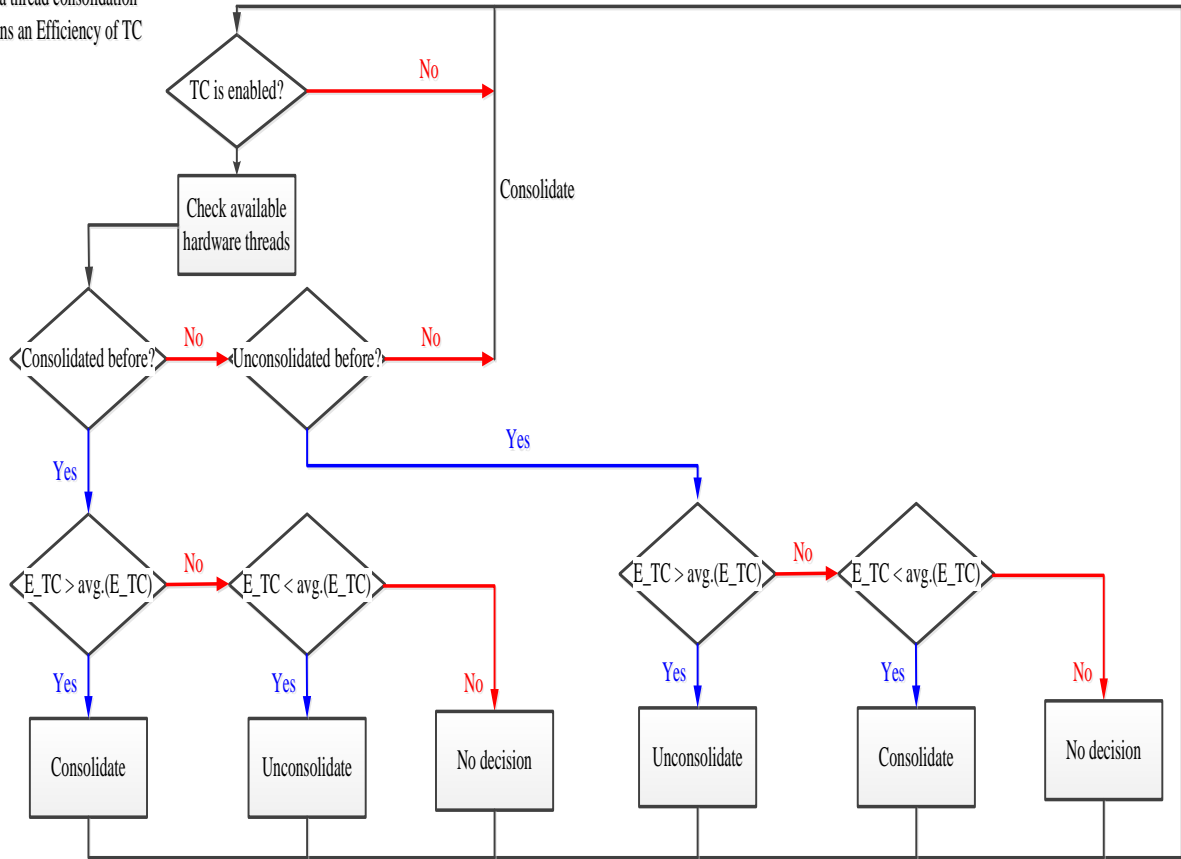 a thread consolidation
ns an Efficiency of TC
No
TC is enabled?
Consolidate
Check available
hardware threads
No
No
Consolidated before?
Unconsolidated before?
Yes
Yes
No
No
E_TC > avg.(E_TC)
E_TC < avg.(E_TC)
E_TC > avg.(E_TC)
E_TC < avg.(E_TC)
Yes
Yes
No
Yes
Yes
No
Consolidate
Unconsolidate
No decision
Unconsolidate
Consolidate
No decision